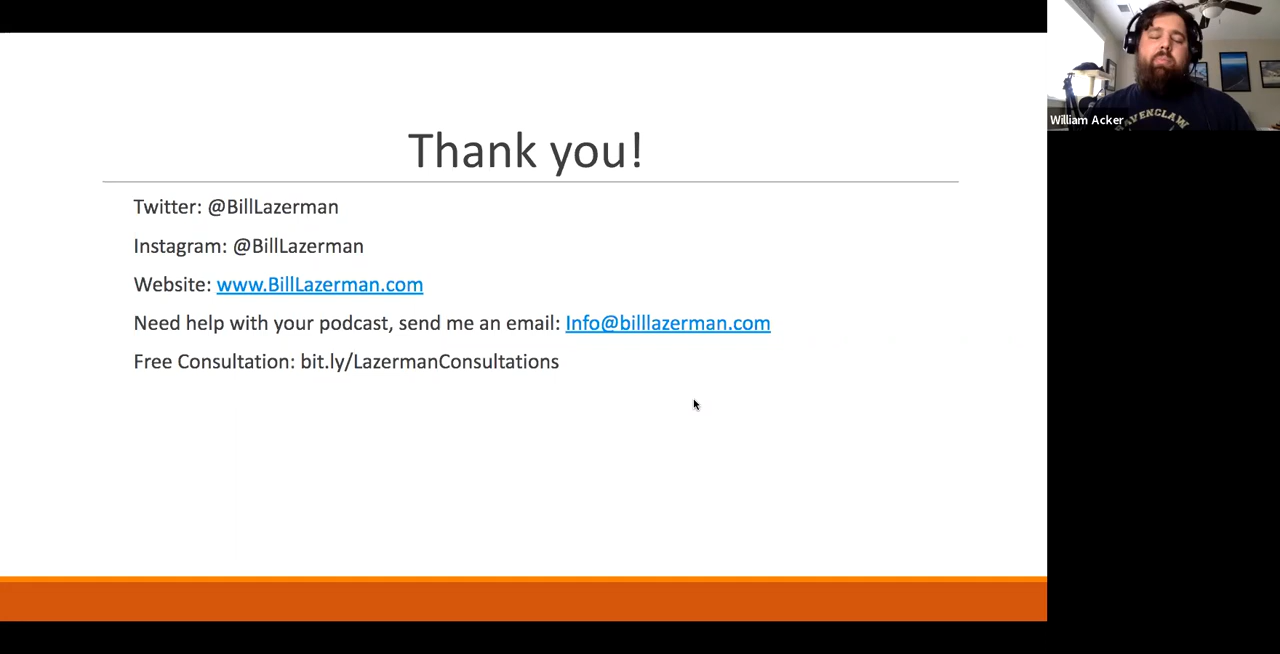 Thank you!
Twitter: @BillLazerman
Instagram: @BillLazerman
Website: www.BillLazerman.com
Need help with your podcast, send me an email: Info@billlazerman.com
Free Consultation: bit.ly/LazermanConsultations
William Acker
RAVENCLAW